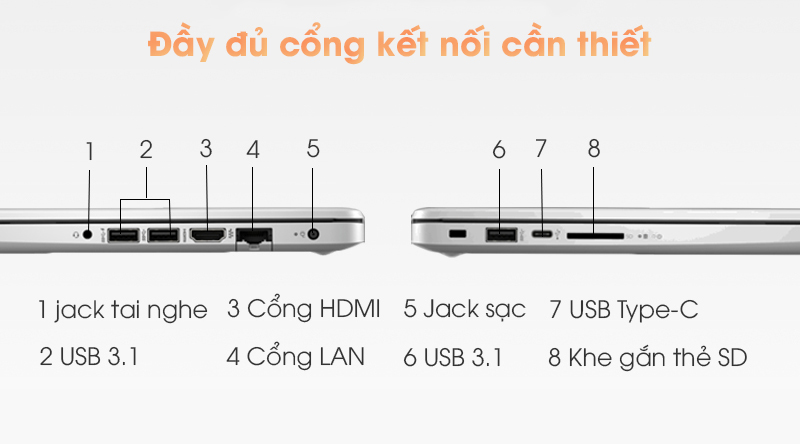 Đầy đủ cổng kết nối cần thiết
1 2 3 4 5 6 7 8
1 jack tai nghe 3 Cổng HDMI 5 Jack sạc 7 USB Type-C
2 USB 3.1 4 Cổng LAN 6 USB 3.1 8 Khe gắn thẻ SD